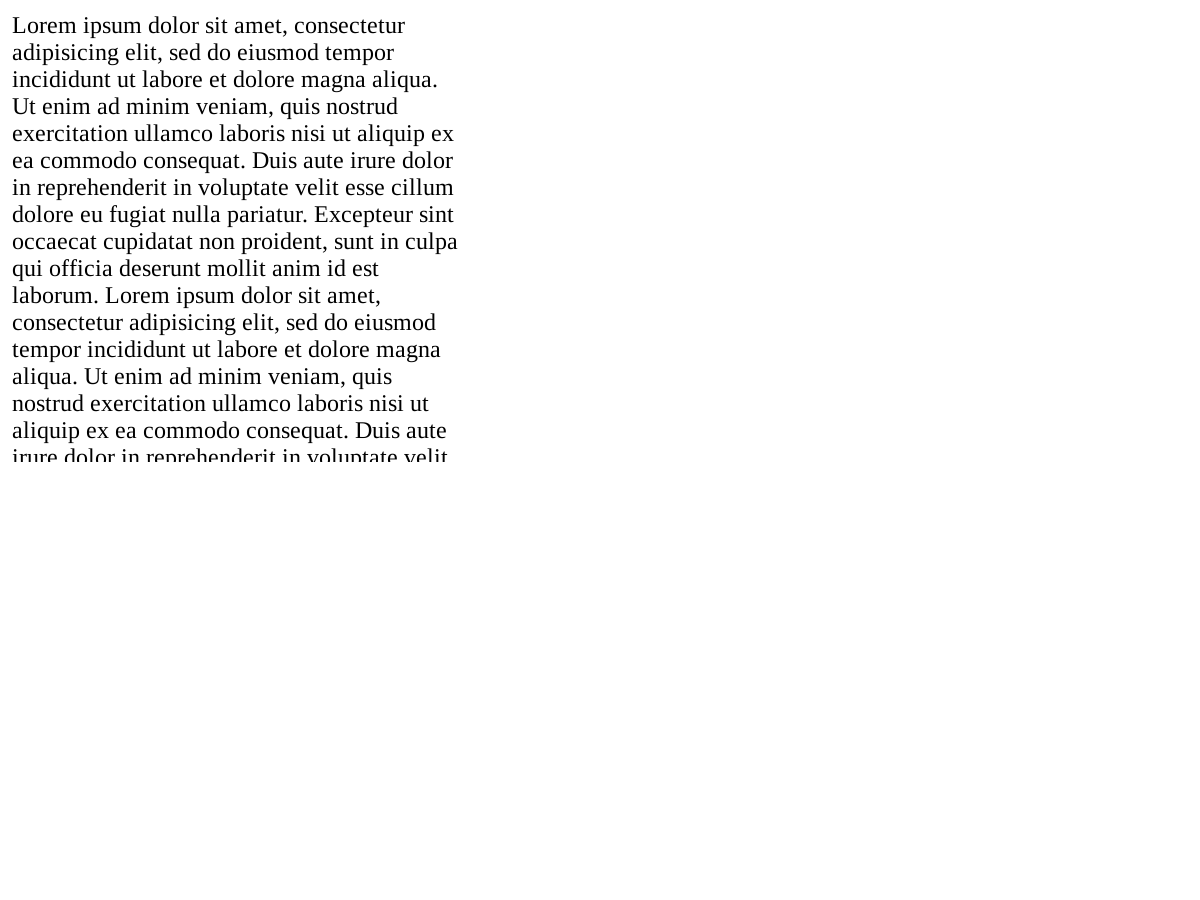 Lorem ipsum dolor sit amet, consectetur
adipisicing elit, sed do eiusmod tempor
incididunt ut labore et dolore magna aliqua.
Ut enim ad minim veniam, quis nostrud
exercitation ullamco laboris nisi ut aliquip ex
ea commodo consequat. Duis aute irure dolor
in reprehenderit in voluptate velit esse cillum
dolore eu fugiat nulla pariatur. Excepteur sint
occaecat cupidatat non proident, sunt in culpa
qui officia deserunt mollit anim id est
laborum. Lorem ipsum dolor sit amet,
consectetur adipisicing elit, sed do eiusmod
tempor incididunt ut labore et dolore magna
aliqua. Ut enim ad minim veniam, quis
nostrud exercitation ullamco laboris nisi ut
aliquip ex ea commodo consequat. Duis aute
irure dolor in reprehenderit in voluptate velit